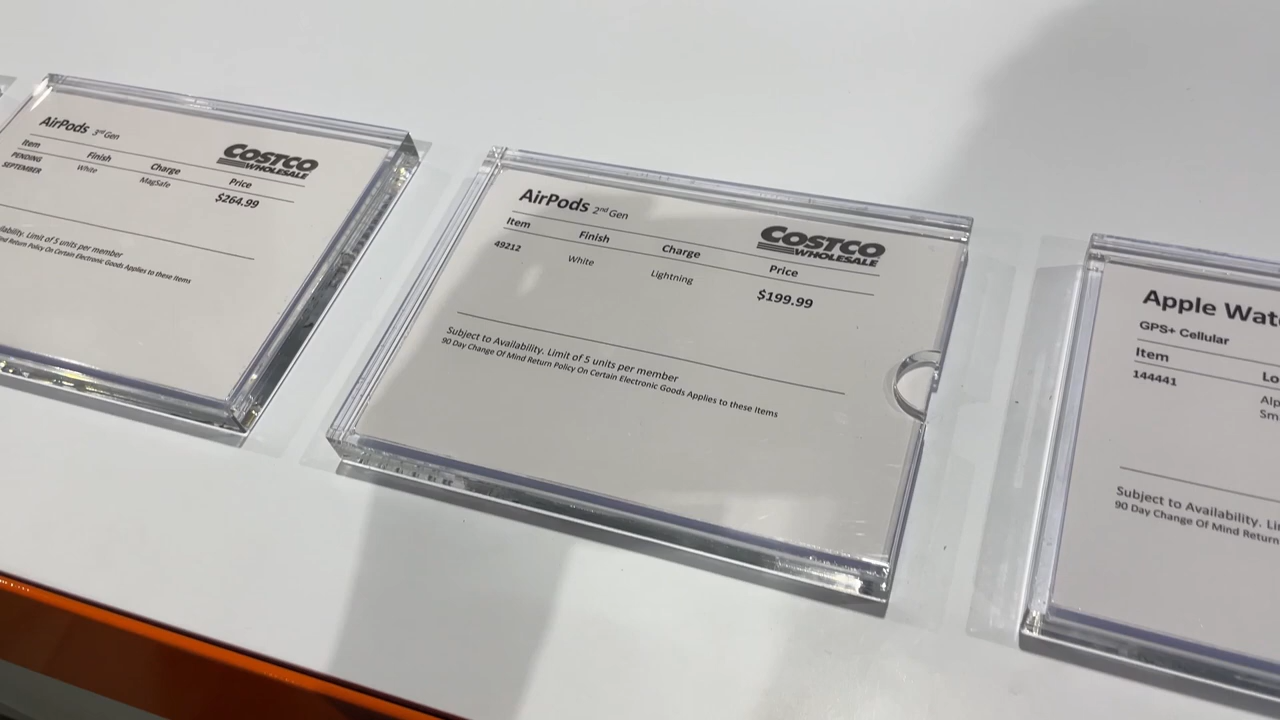 AirPods 3rd Gen
COSTCO
WHOLESALE
Item Finish Charge Price
PENDING SEPTEMBER White MagSafe $264.99
ailability. Limit of 5 units per member
nd Return Policy On Certain Electronic Goods Applies to these Items
AirPods 2nd Gen
COSTCO
WHOLESALE
Item Finish Charge Price
49212 White Lightning $199.99
Subject to Availability. Limit of 5 units per member
90 Day Change Of Mind Return Policy On Certain Electronic Goods Applies to these Items
Apple Wat
GPS+ Cellular
Item Lo
144441 Alp
Sm
Subject to Availability. Li
90 Day Change Of Mind Return